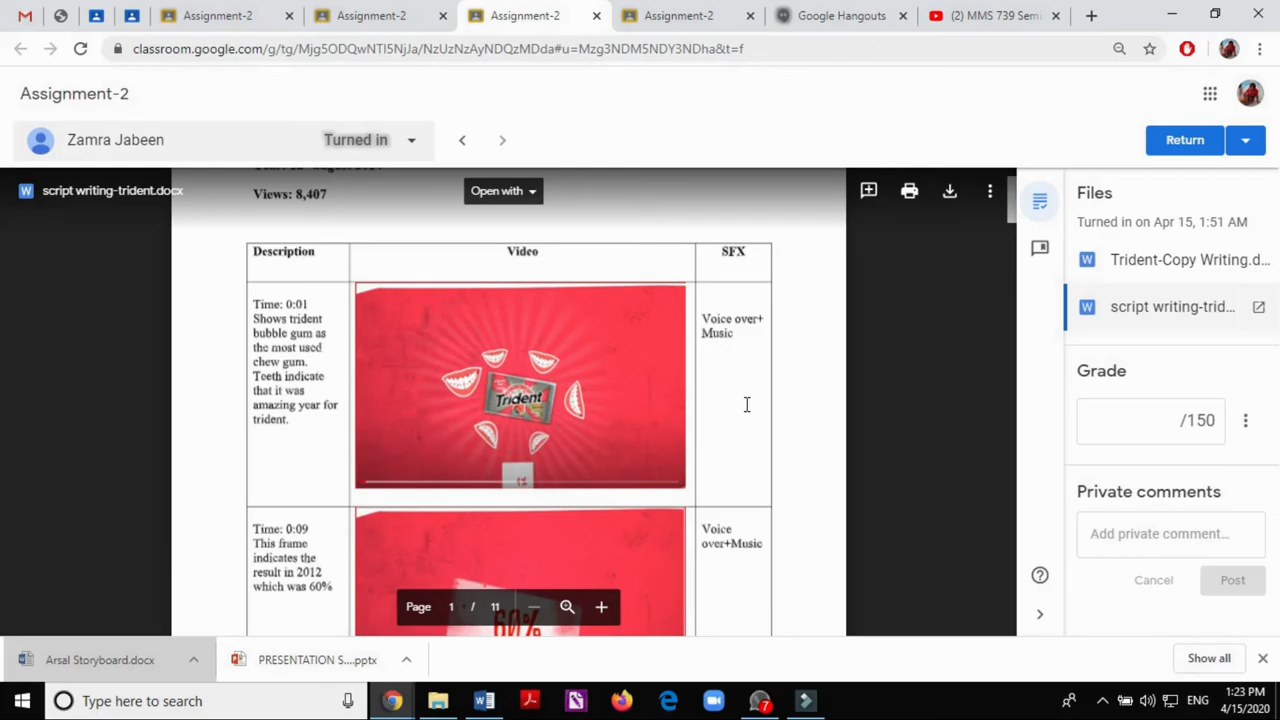 Assignment-2
Assignment-2
Assignment-2
Assignment-2
Google Hangouts
(2) MMS 739 Semi
classroom.google.com/g/tg/Mjg5ODQwNTI5NjJa/NzUzNzAyNDQzMDda#u=Mzg3NDM5NDY3NDha&t=f
Assignment-2
Zamra Jabeen
Turned in
Return
script writing-trident.docx
Views: 8,407
Open with
Files
Turned in on Apr 15, 1:51 AM
Trident-Copy Writing.d...
script writing-trid...
Description
Video
SFX
Time: 0:01
Shows trident
bubble gum as
the most used
chew gum.
Teeth indicate
that it was
amazing year for
trident.
Trident
Voice over+
Music
Grade
/150
Private comments
Add private comment...
Cancel
Post
Time: 0:09
This frame
indicates the
result in 2012
which was 60%
60%
Voice
over+Music
Page 1 / 11
Arsal Storyboard.docx
PRESENTATION S....pptx
Show all
Type here to search
7
ENG
1:23 PM
4/15/2020